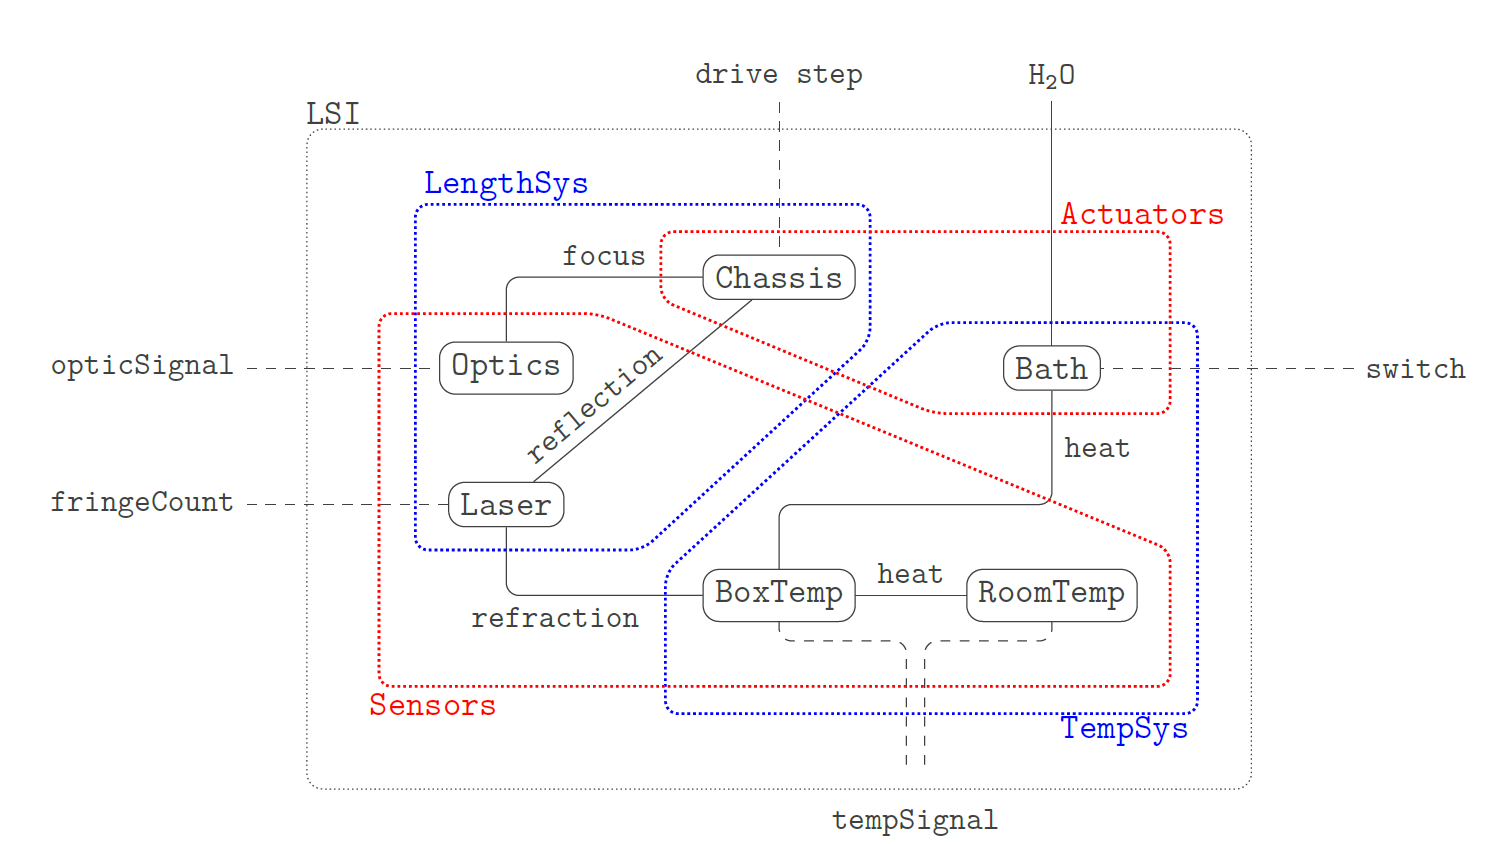 drive step
H₂O
LSI
LengthSys
Actuators
focus
Chassis
opticSignal
Optics
reflection
Bath
switch
heat
fringeCount
Laser
heat
BoxTemp
RoomTemp
refraction
Sensors
TempSys
tempSignal